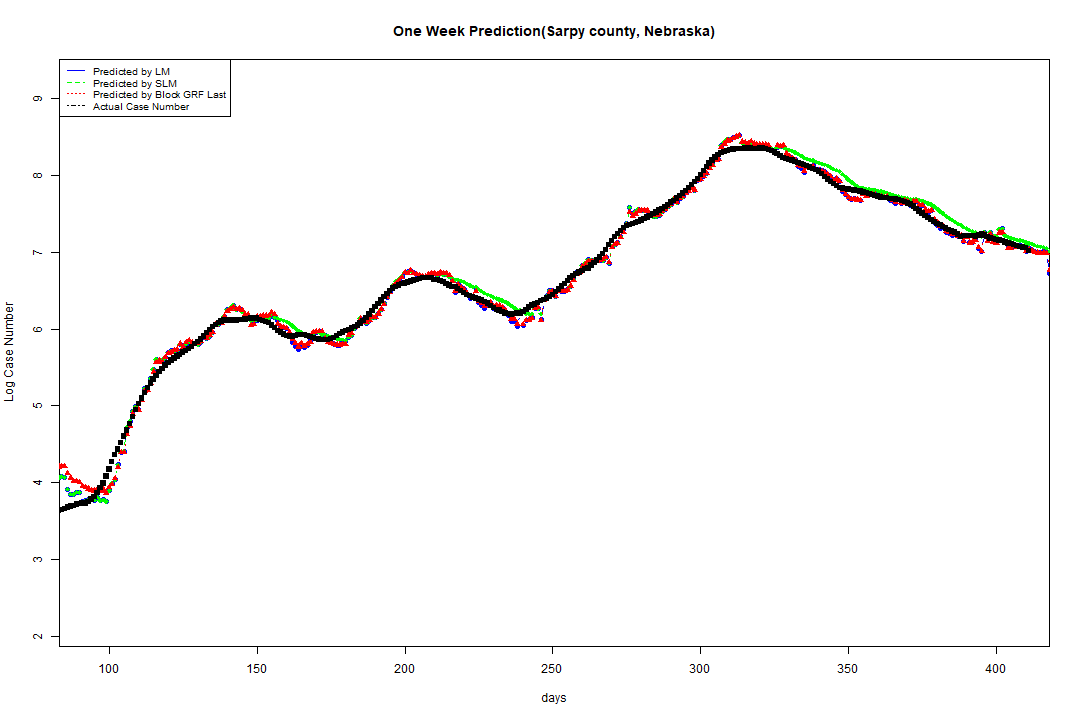 One Week Prediction(Sarpy county, Nebraska)
Predicted by LM
Predicted by SLM
Predicted by Block GRF Last
Actual Case Number
9
8
7
6
5
4
3
2
Log Case Number
100 150 200 250 300 350 400
days